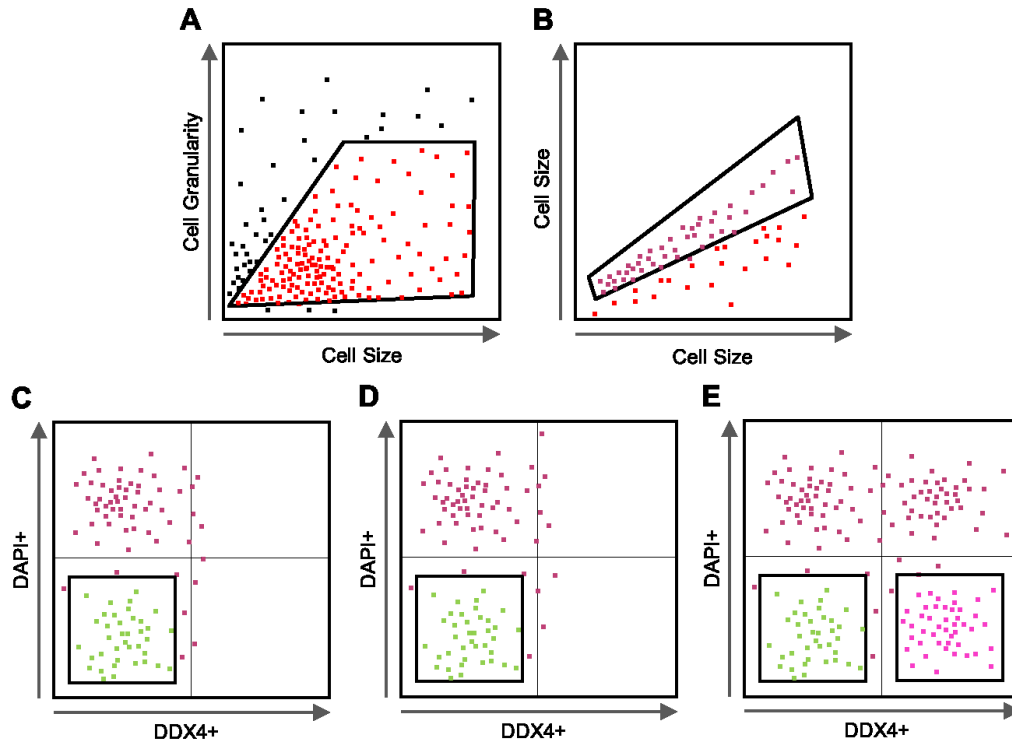 A
B
Cell Granularity
Cell Size
Cell Size
Cell Size
C
D
E
DAPI+
DAPI+
DAPI+
DDX4+
DDX4+
DDX4+